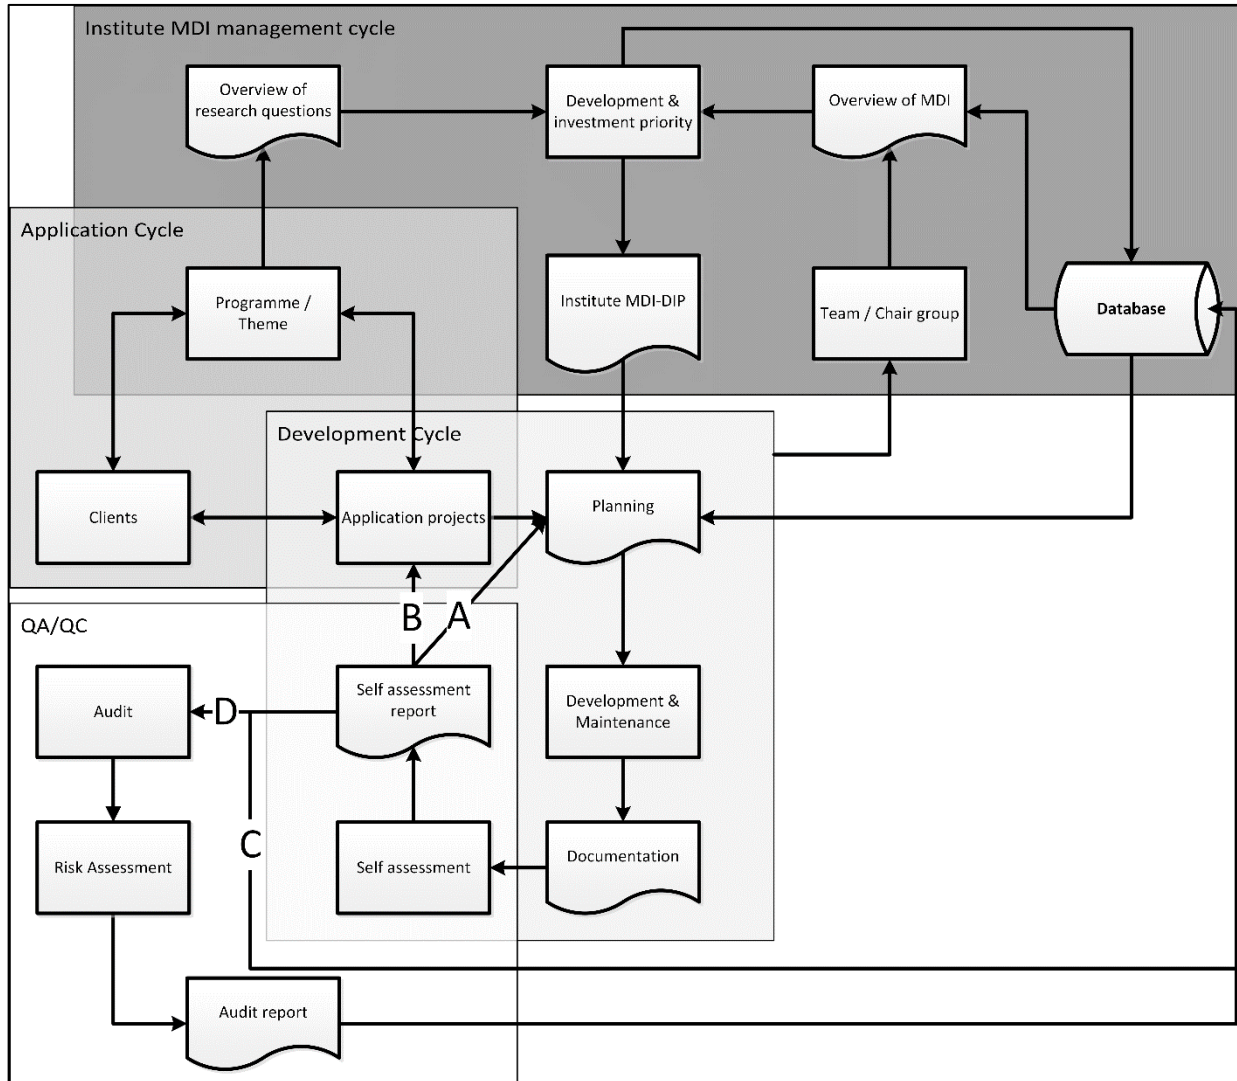 Institute MDI management cycle
Overview of
research questions
Development &
investment priority
Overview of MDI
Application Cycle
Programme /
Theme
Institute MDI-DIP
Team / Chair group
Database
Development Cycle
Clients
Application projects
Planning
B
A
QA/QC
Audit
D
Self assessment
report
Development &
Maintenance
C
Risk Assessment
Self assessment
Documentation
Audit report